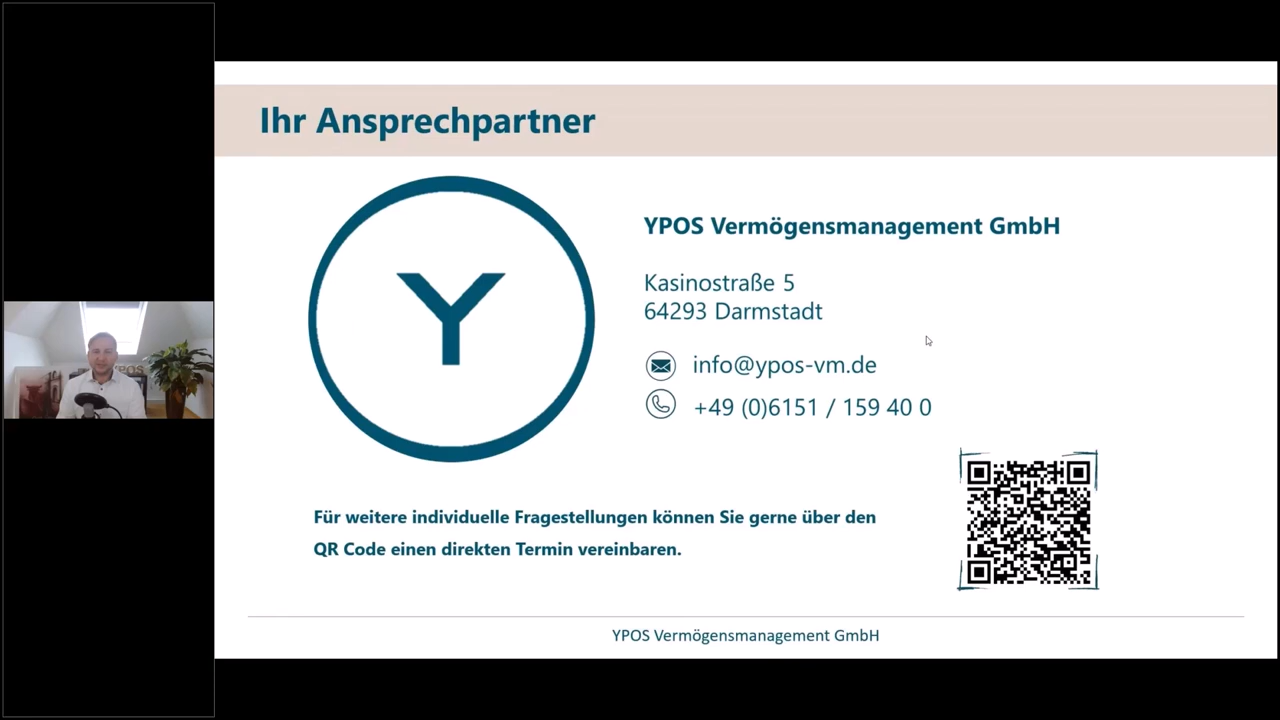 Ihr Ansprechpartner
Y
YPOS Vermögensmanagement GmbH
Kasinostraße 5
64293 Darmstadt
info@ypos-vm.de
+49 (0)6151 / 159 40 0
Für weitere individuelle Fragestellungen können Sie gerne über den
QR Code einen direkten Termin vereinbaren.
YPOS Vermögensmanagement GmbH
YPOS